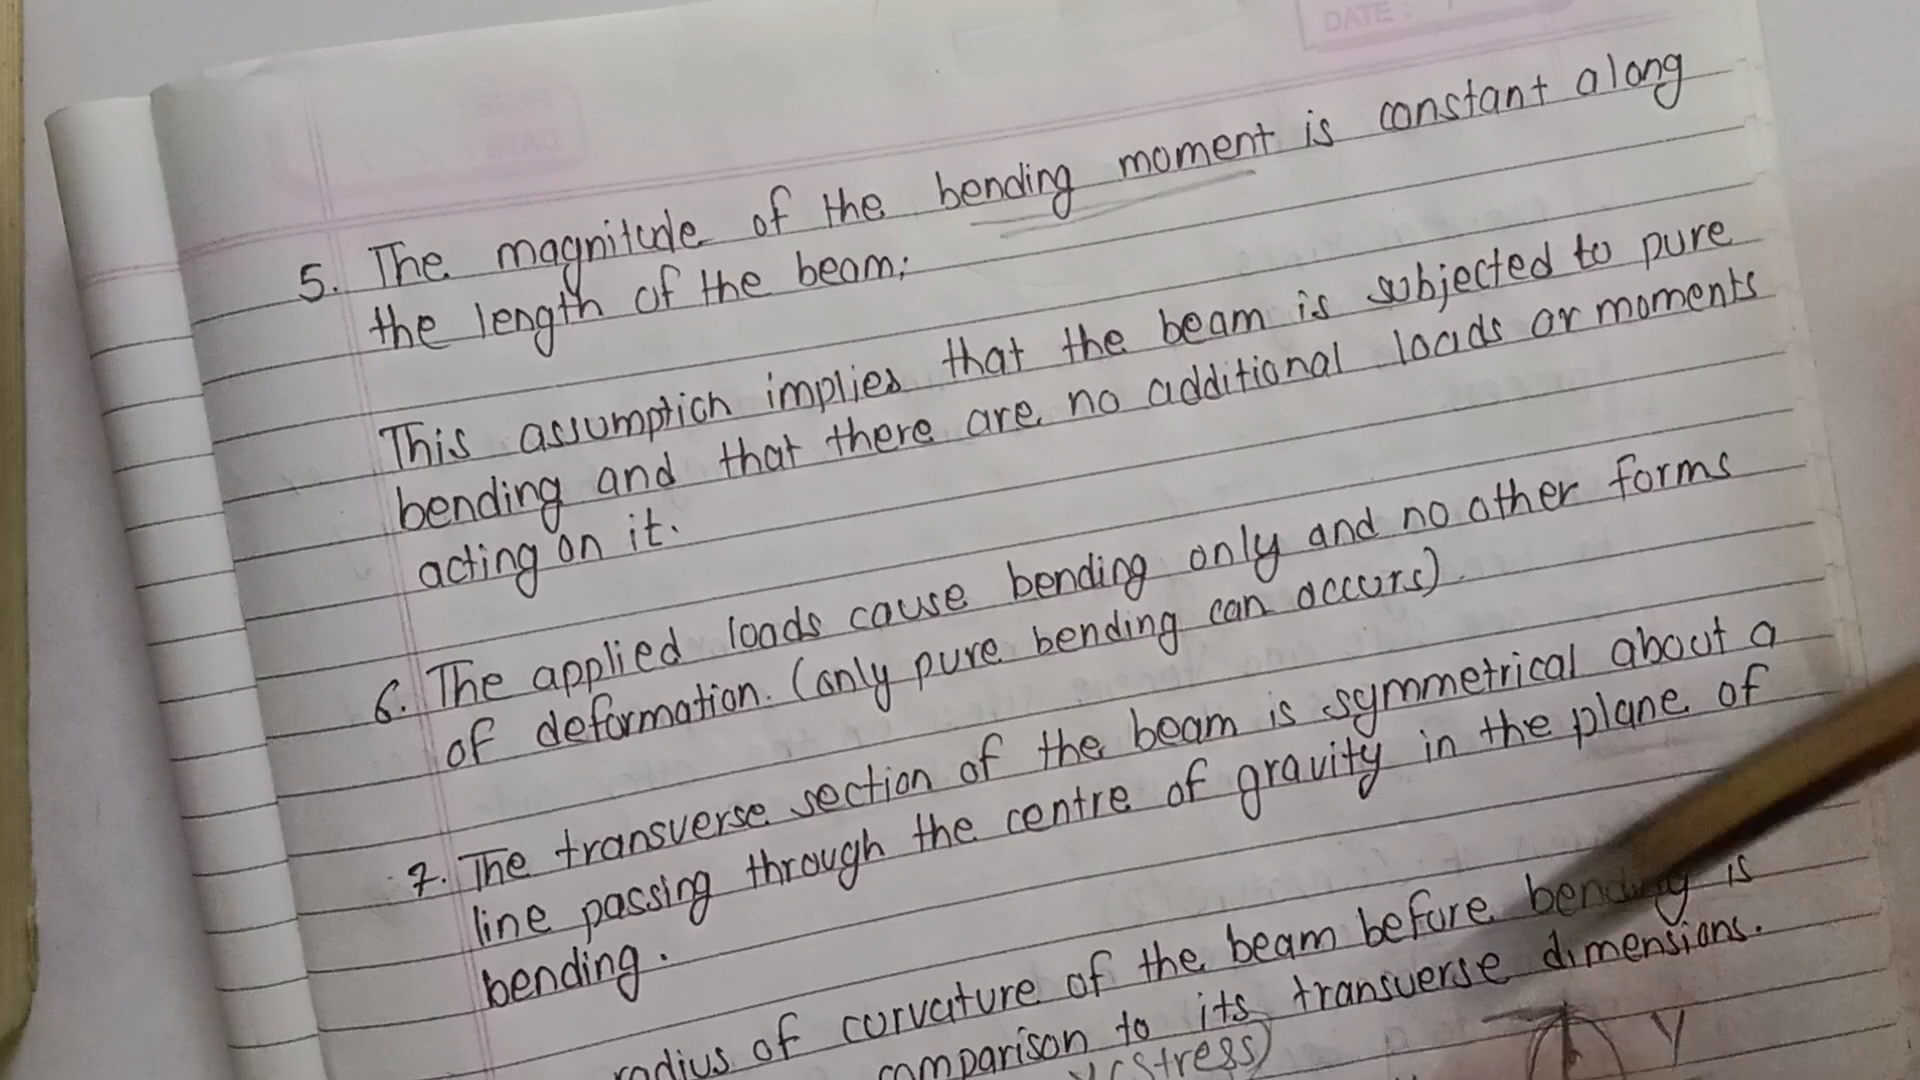 DATE :
5. The magnitude of the bending moment is constant along
the length of the beam:
This assumption implies that the beam is subjected to pure
bending and that there are no additional loads or moments
acting on it.
6. The applied loads cause bending only and no other forms
of deformation. (only pure bending can occurs).
7. The transverse section of the beam is symmetrical about a
line passing through the centre of gravity in the plane of
bending.
radius of curvature of the beam before bending is
comparison to its transverse dimensions.
(stress)
Y